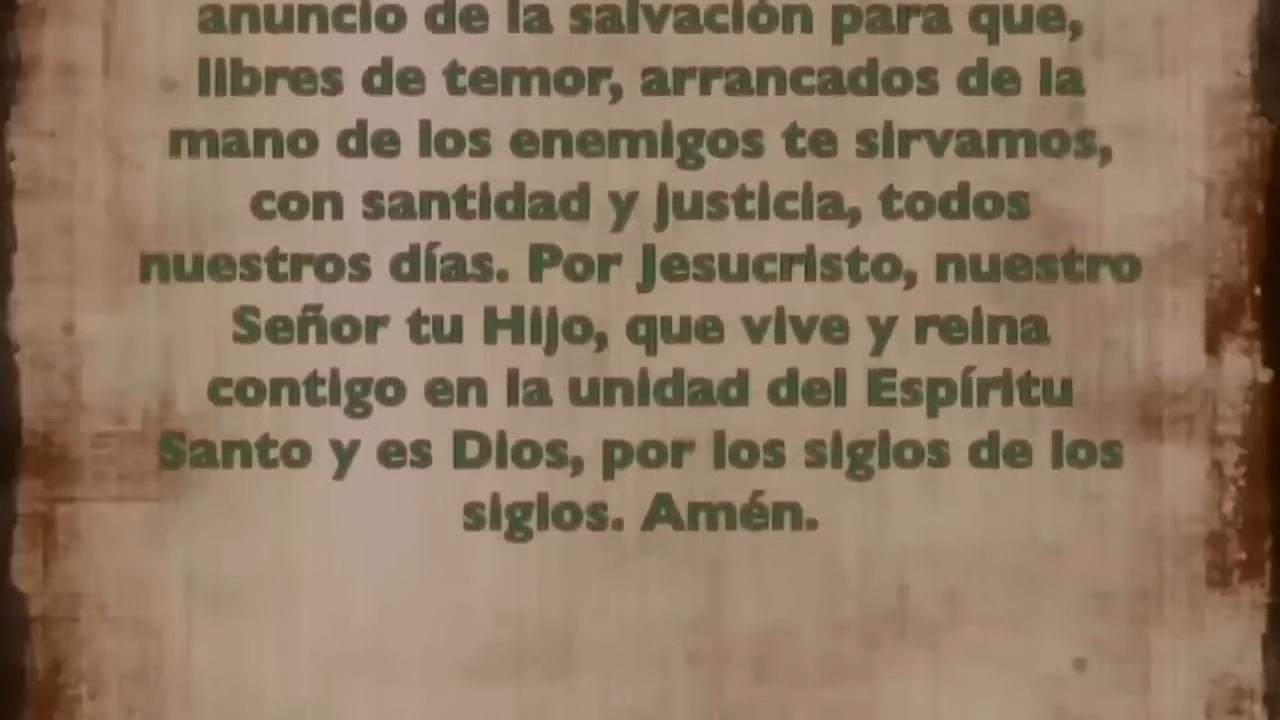 anuncio de la salvación para que,
libres de temor, arrancados de la
mano de los enemigos te sirvamos,
con santidad y justicia, todos
nuestros días. Por Jesucristo, nuestro
Señor tu Hijo, que vive y reina
contigo en la unidad del Espíritu
Santo y es Dios, por los siglos de los
siglos. Amén.